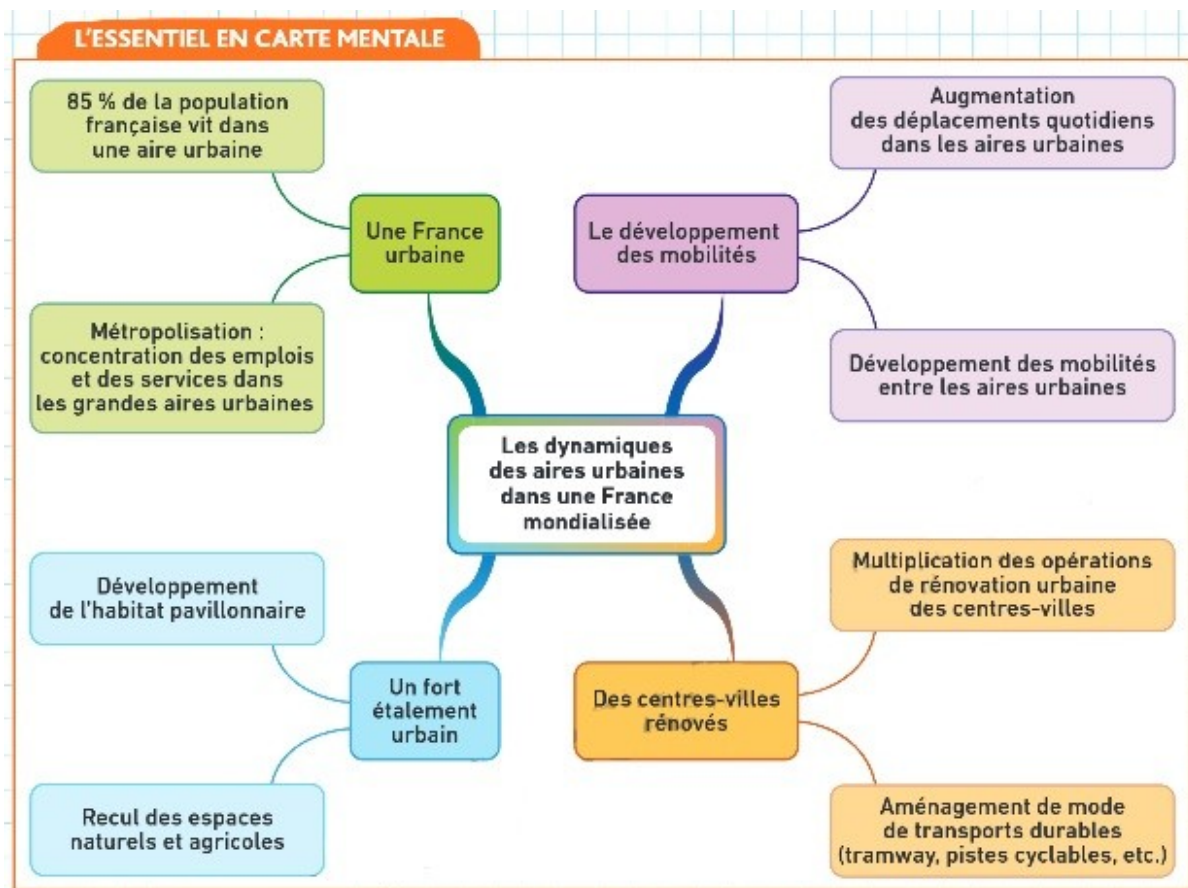 L'ESSENTIEL EN CARTE MENTALE
85 % de la population
française vit dans
une aire urbaine
Une France
urbaine
Métropolisation :
concentration des emplois
et des services dans
les grandes aires urbaines
Augmentation
des déplacements quotidiens
dans les aires urbaines
Le développement
des mobilités
Développement des mobilités
entre les aires urbaines
Les dynamiques
des aires urbaines
dans une France
mondialisée
Développement
de l'habitat pavillonnaire
Un fort
étalement
urbain
Recul des espaces
naturels et agricoles
Multiplication des opérations
de rénovation urbaine
des centres-villes
Des centres-villes
rénovés
Aménagement de mode
de transports durables
(tramway, pistes cyclables, etc.)